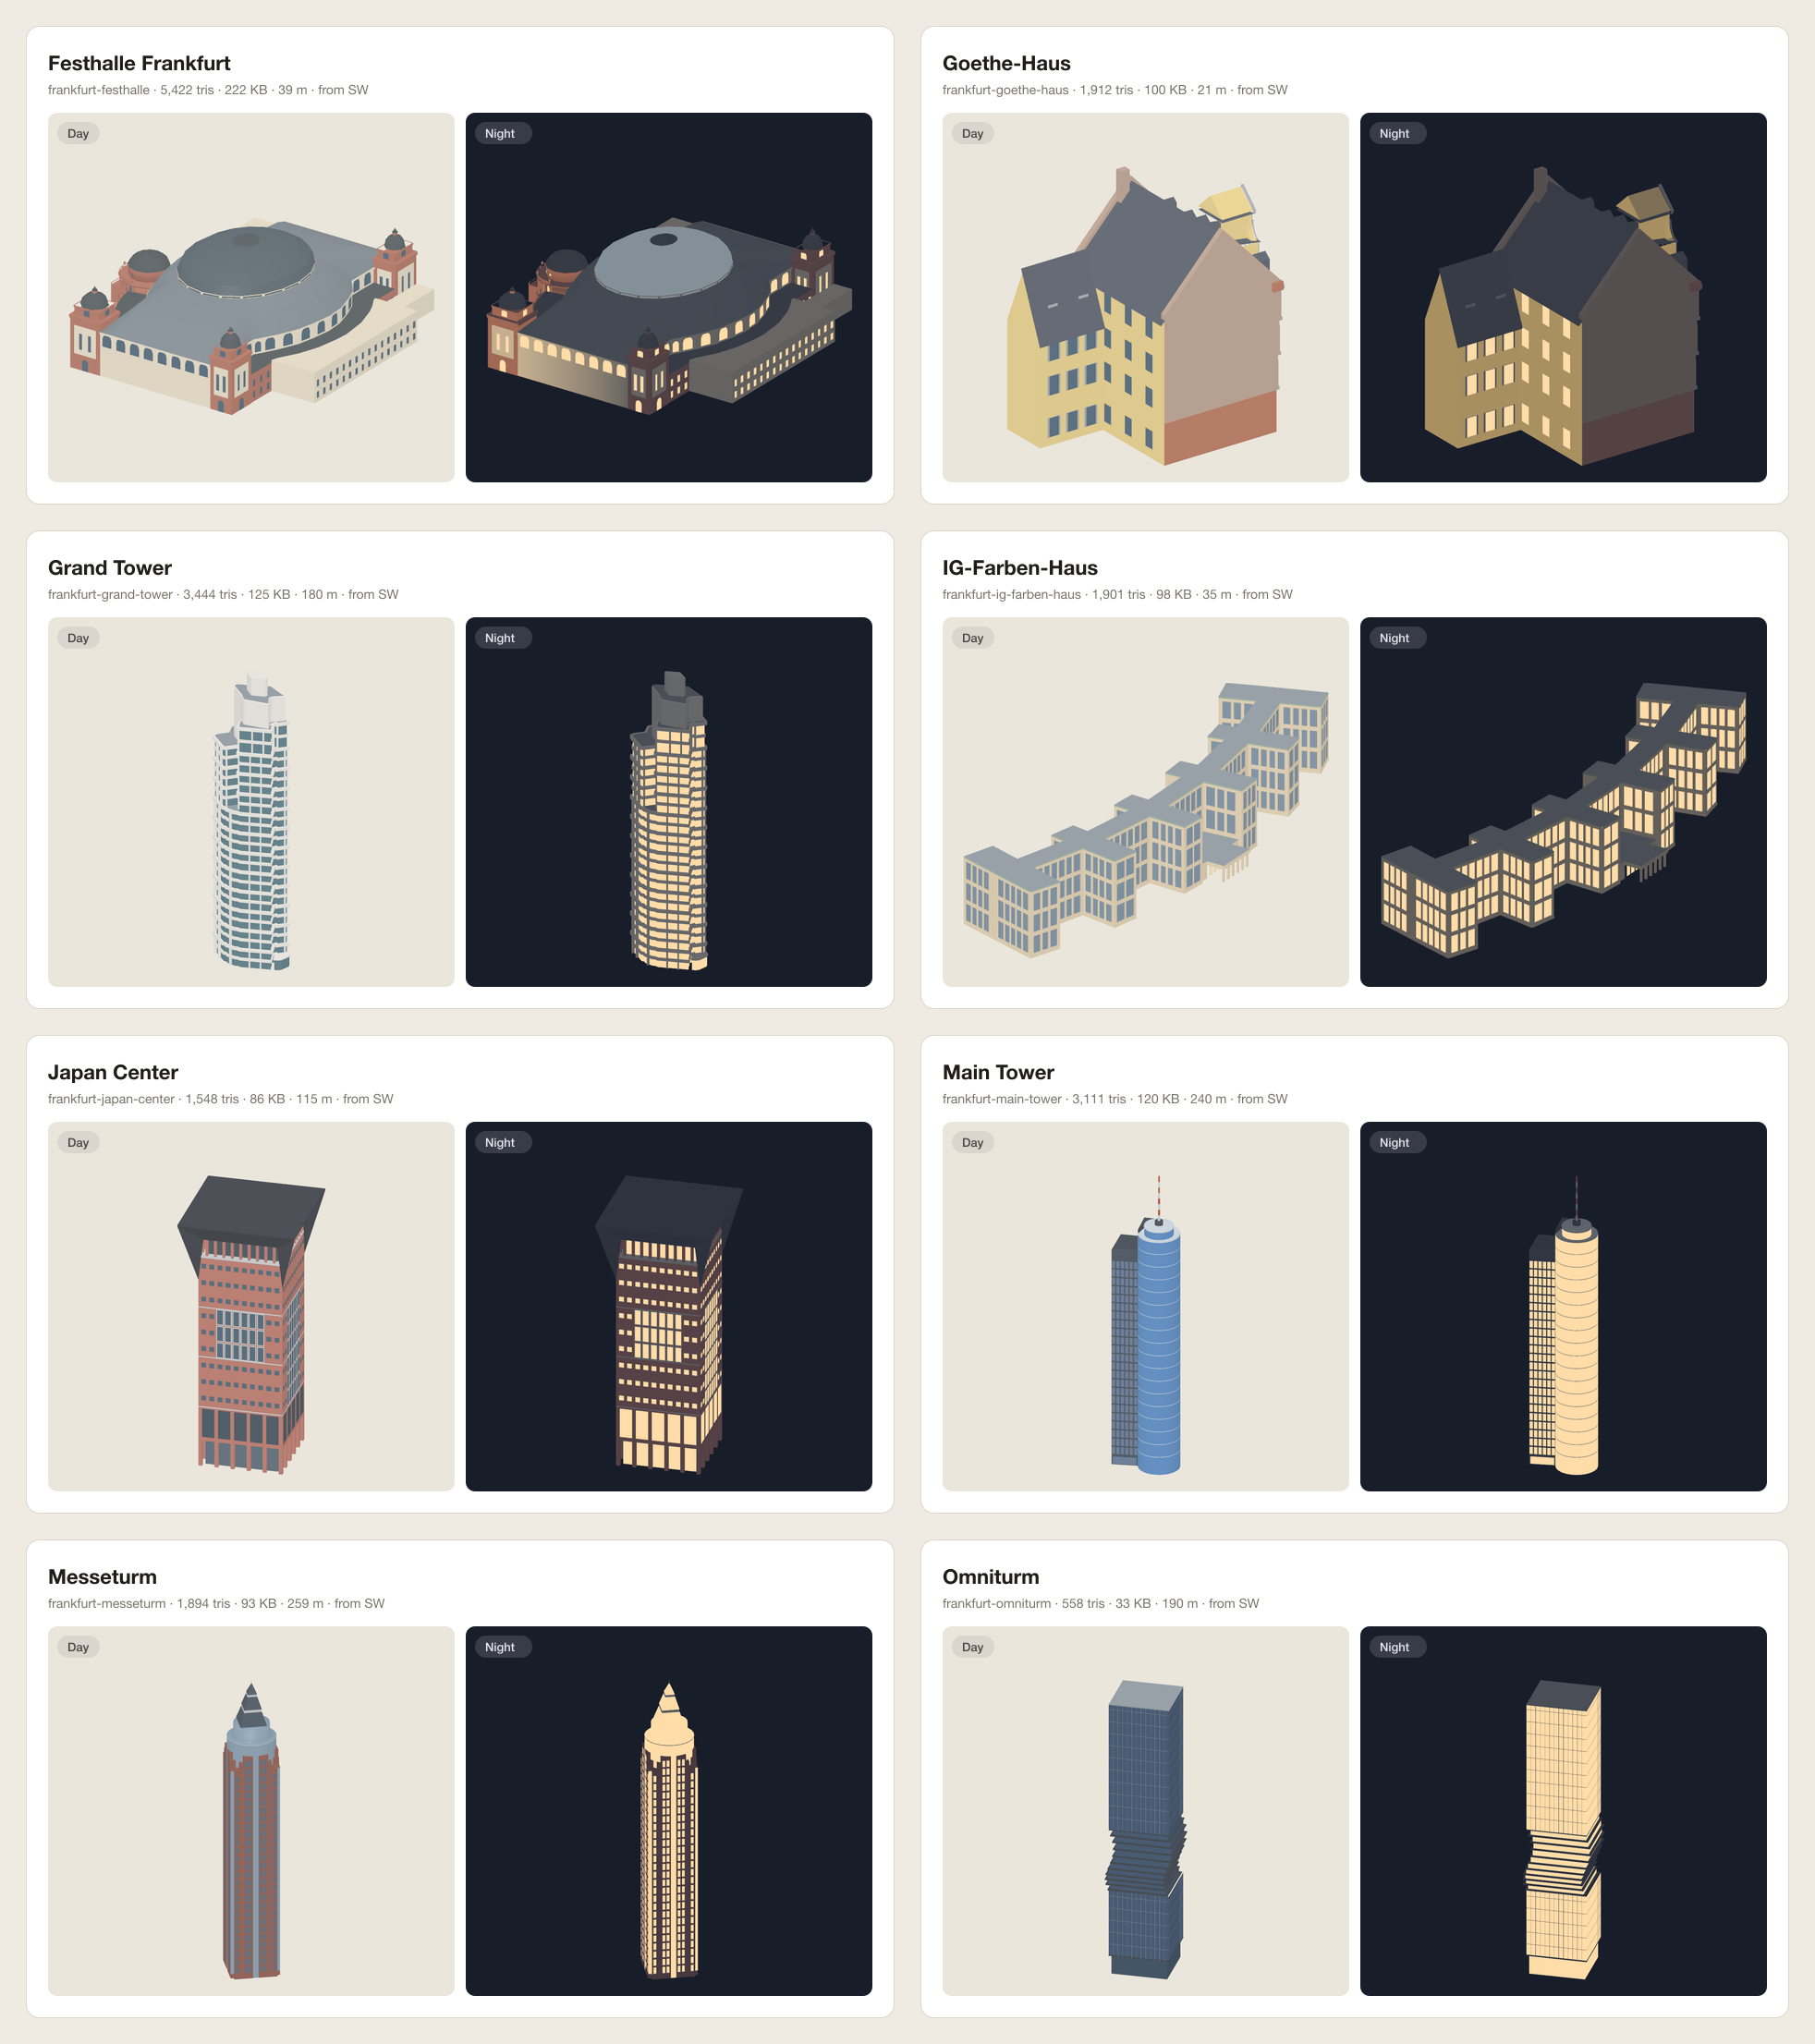 Festhalle Frankfurt
frankfurt-festhalle · 5,422 tris · 222 KB · 39 m · from SW
Day
Night
Goethe-Haus
frankfurt-goethe-haus · 1,912 tris · 100 KB · 21 m · from SW
Day
Night
Grand Tower
frankfurt-grand-tower · 3,444 tris · 125 KB · 180 m · from SW
Day
Night
IG-Farben-Haus
frankfurt-ig-farben-haus · 1,901 tris · 98 KB · 35 m · from SW
Day
Night
Japan Center
frankfurt-japan-center · 1,548 tris · 86 KB · 115 m · from SW
Day
Night
Main Tower
frankfurt-main-tower · 3,111 tris · 120 KB · 240 m · from SW
Day
Night
Messeturm
frankfurt-messeturm · 1,894 tris · 93 KB · 259 m · from SW
Day
Night
Omniturm
frankfurt-omniturm · 558 tris · 33 KB · 190 m · from SW
Day
Night